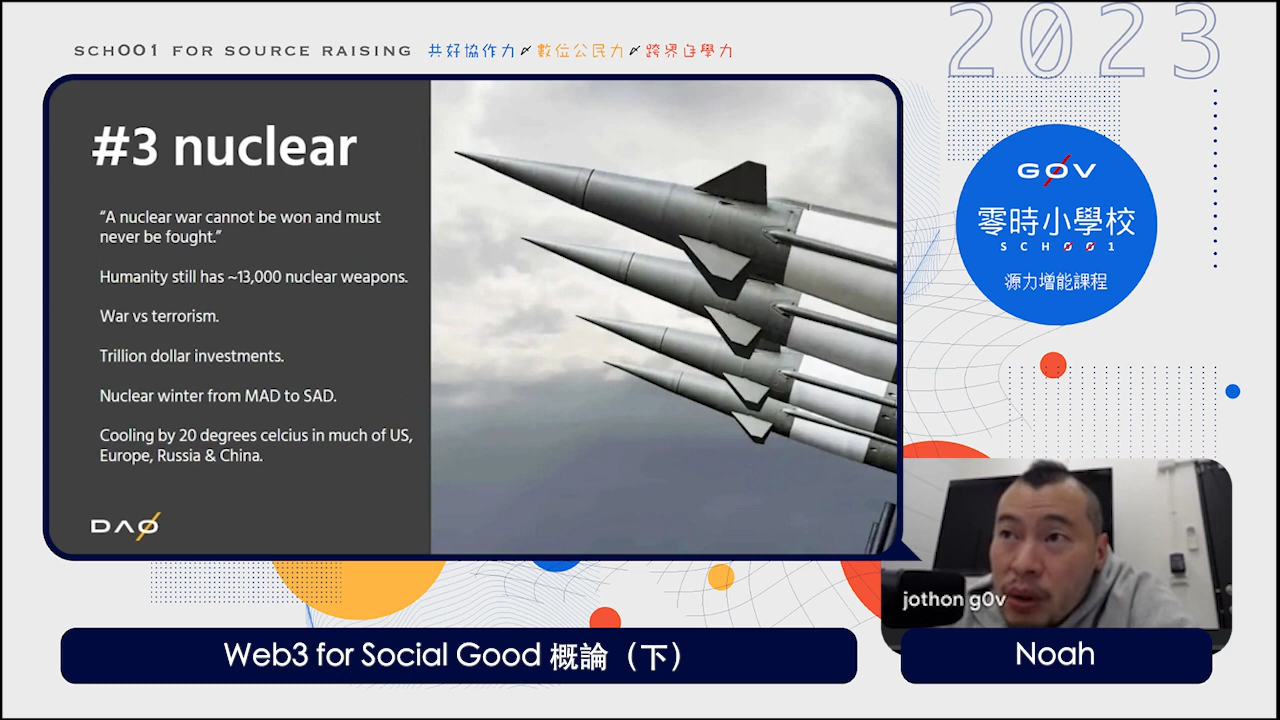 SCH001 FOR SOURCE RAISING 共好協作力 數位公民力 跨界自學力
2023
#3 nuclear
“A nuclear war cannot be won and must
never be fought.”
Humanity still has ~13,000 nuclear weapons.
War vs terrorism.
Trillion dollar investments.
Nuclear winter from MAD to SAD.
Cooling by 20 degrees celcius in much of US,
Europe, Russia & China.
DAØ
GØV
零時小學校
SCHØØ1
源力增能課程
jothon g0v
Web3 for Social Good 概論（下）
Noah